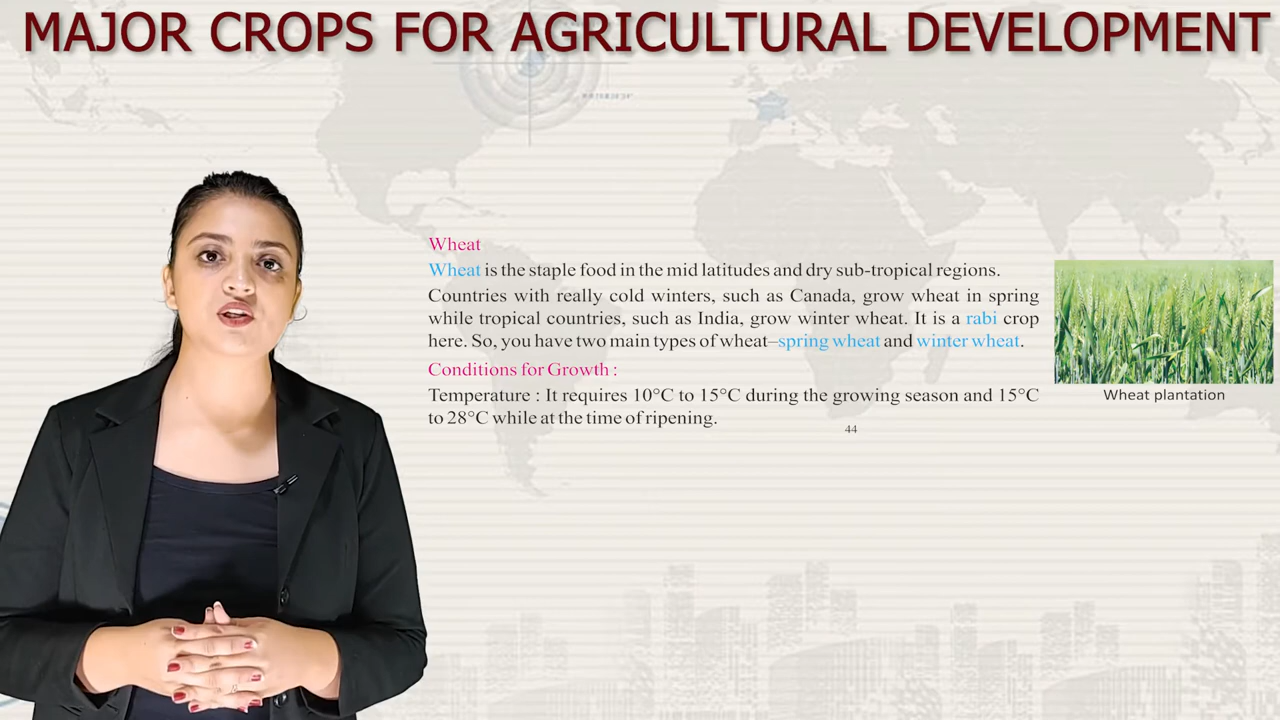 MAJOR CROPS FOR AGRICULTURAL DEVELOPMENT
Wheat
Wheat is the staple food in the mid latitudes and dry sub-tropical regions.
Countries with really cold winters, such as Canada, grow wheat in spring
while tropical countries, such as India, grow winter wheat. It is a rabi crop
here. So, you have two main types of wheat–spring wheat and winter wheat.
Conditions for Growth :
Temperature : It requires 10°C to 15°C during the growing season and 15°C
to 28°C while at the time of ripening.
44
Wheat plantation